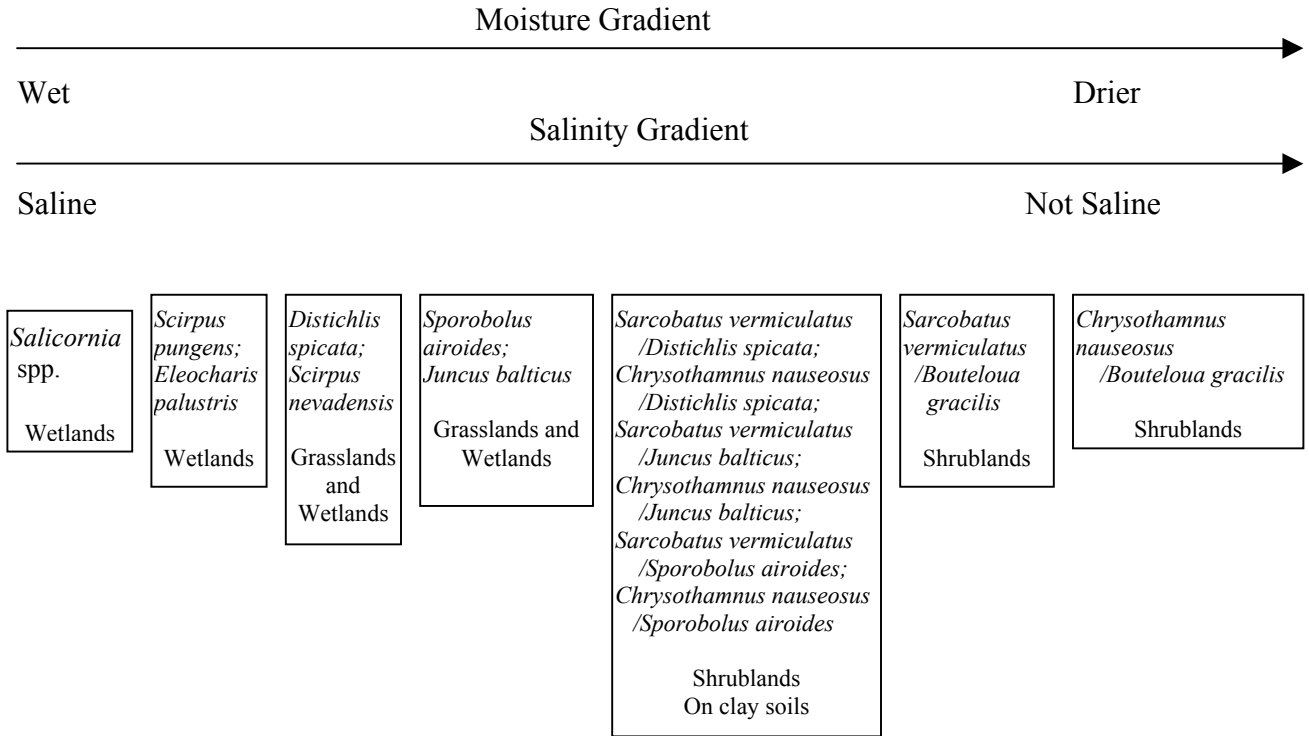 Moisture Gradient
Wet
Drier
Salinity Gradient
Saline
Not Saline
Salicornia
spp.
Wetlands
Scirpus
pungens;
Eleocharis
palustris
Wetlands
Distichlis
spicata;
Scirpus
nevadensis
Grasslands
and
Wetlands
Sporobolus
airoides;
Juncus balticus
Grasslands and
Wetlands
Sarcobatus vermiculatus
/Distichlis spicata;
Chrysothamnus nauseosus
/Distichlis spicata;
Sarcobatus vermiculatus
/Juncus balticus;
Chrysothamnus nauseosus
/Juncus balticus;
Sarcobatus vermiculatus
/Sporobolus airoides;
Chrysothamnus nauseosus
/Sporobolus airoides
Shrublands
On clay soils
Sarcobatus
vermiculatus
/Bouteloua
gracilis
Shrublands
Chrysothamnus
nauseosus
/Bouteloua gracilis
Shrublands